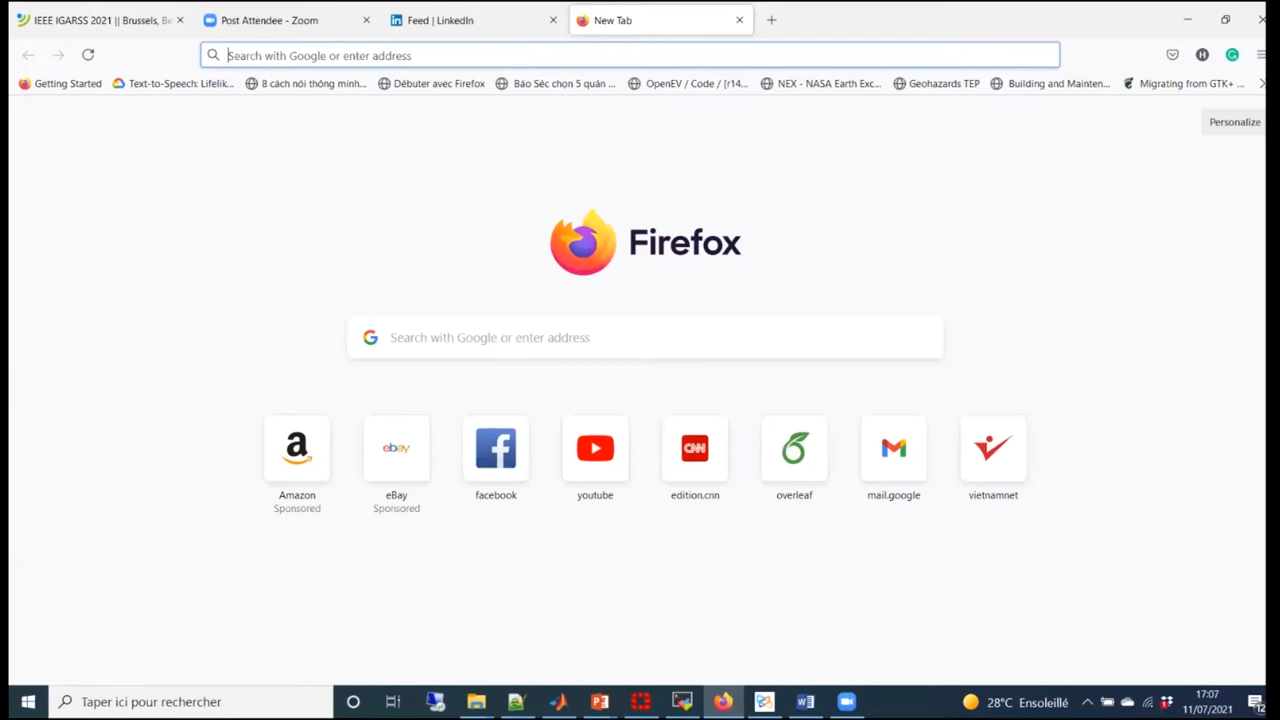 IEEE IGARSS 2021 || Brussels, Be
Post Attendee - Zoom
Feed | LinkedIn
New Tab
Search with Google or enter address
H
G
Getting Started
Text-to-Speech: Lifelik...
8 cách nói thông minh...
Débuter avec Firefox
Báo Séc chọn 5 quán ...
OpenEV / Code / [r14...
NEX - NASA Earth Exc...
Geohazards TEP
Building and Mainten...
Migrating from GTK+ ...
Personalize
Firefox
Search with Google or enter address
a
ebay
CNN
Amazon
Sponsored
eBay
Sponsored
facebook
youtube
edition.cnn
overleaf
mail.google
vietnamnet
Taper ici pour rechercher
28°C Ensoleillé
17:07
11/07/2021
12